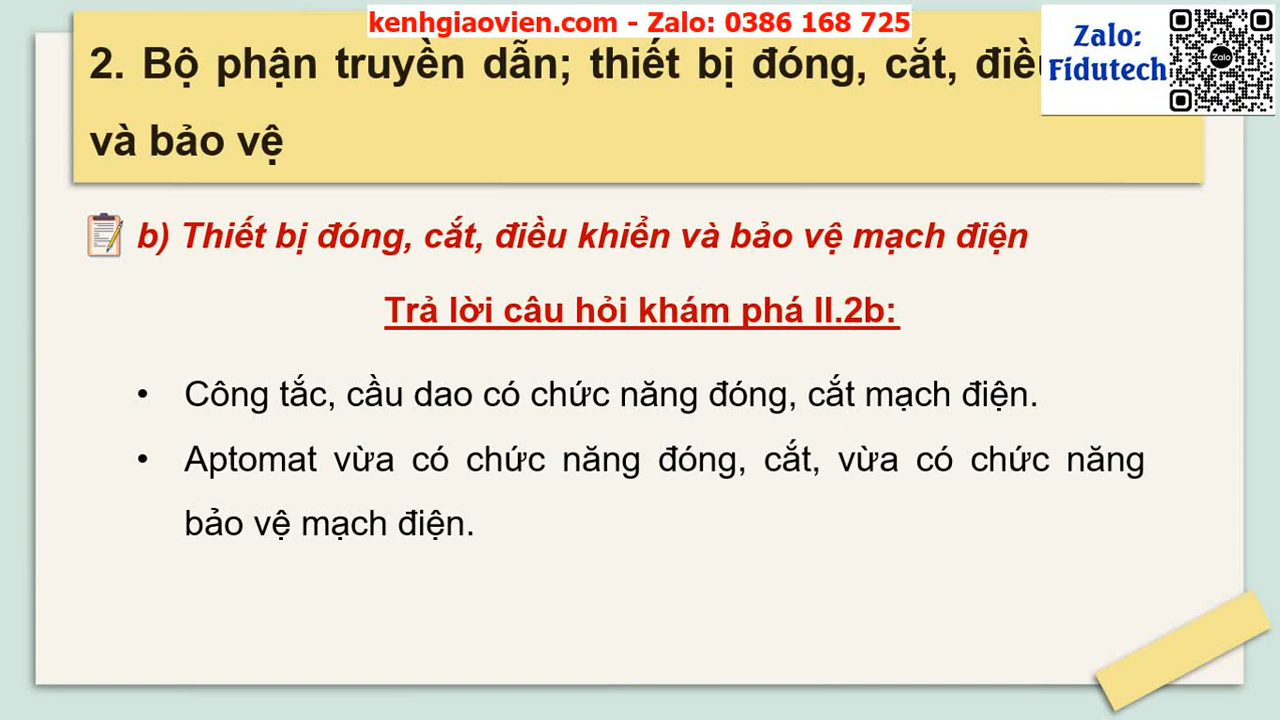 kenhgiaovien.com - Zalo: 0386 168 725
Zalo:
Fidutech
Zalo
2. Bộ phận truyền dẫn; thiết bị đóng, cắt,
và bảo vệ
b) Thiết bị đóng, cắt, điều khiển và bảo vệ mạch điện
Trả lời câu hỏi khám phá II.2b:
• Công tắc, cầu dao có chức năng đóng, cắt mạch điện.
• Aptomat vừa có chức năng đóng, cắt, vừa có chức năng
bảo vệ mạch điện.